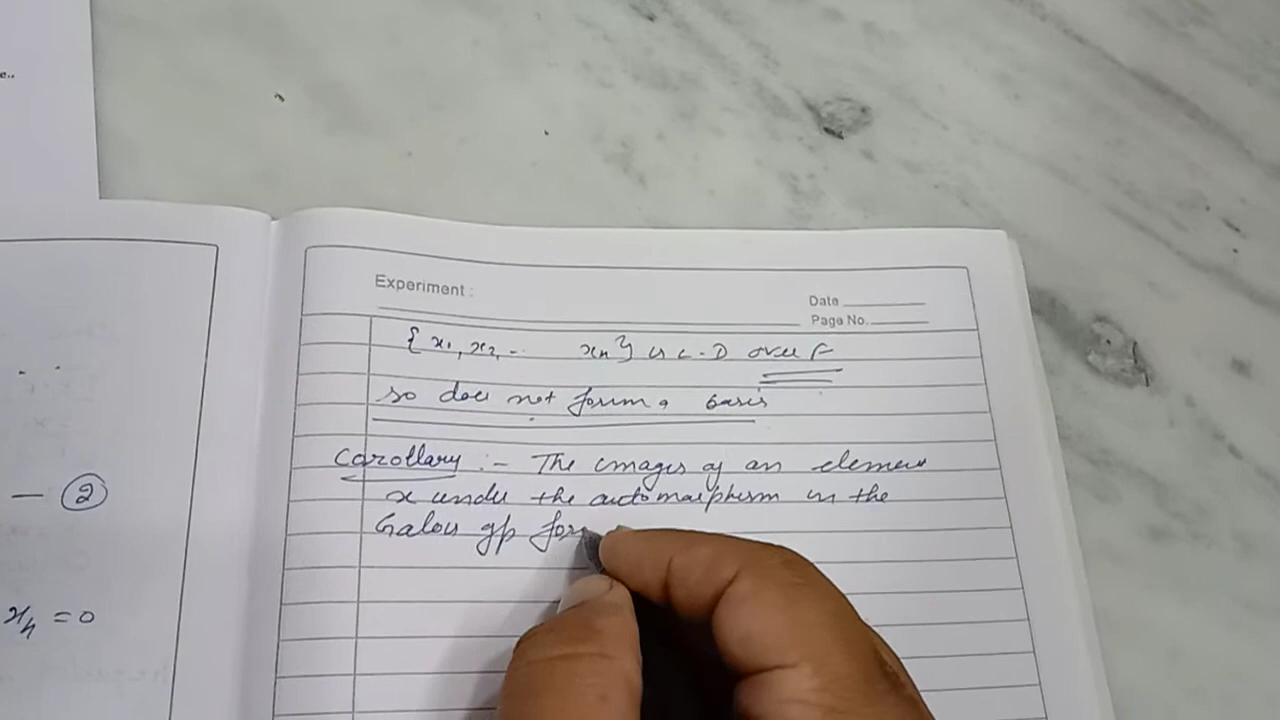 e..
Experiment :
Date
Page No.
{ x1, x2, -- xn } is L.D over F
so does not form a basis
Corollary :- The images of an element
x under the automorphism in the
Galois gp for
— 2
x4 = 0